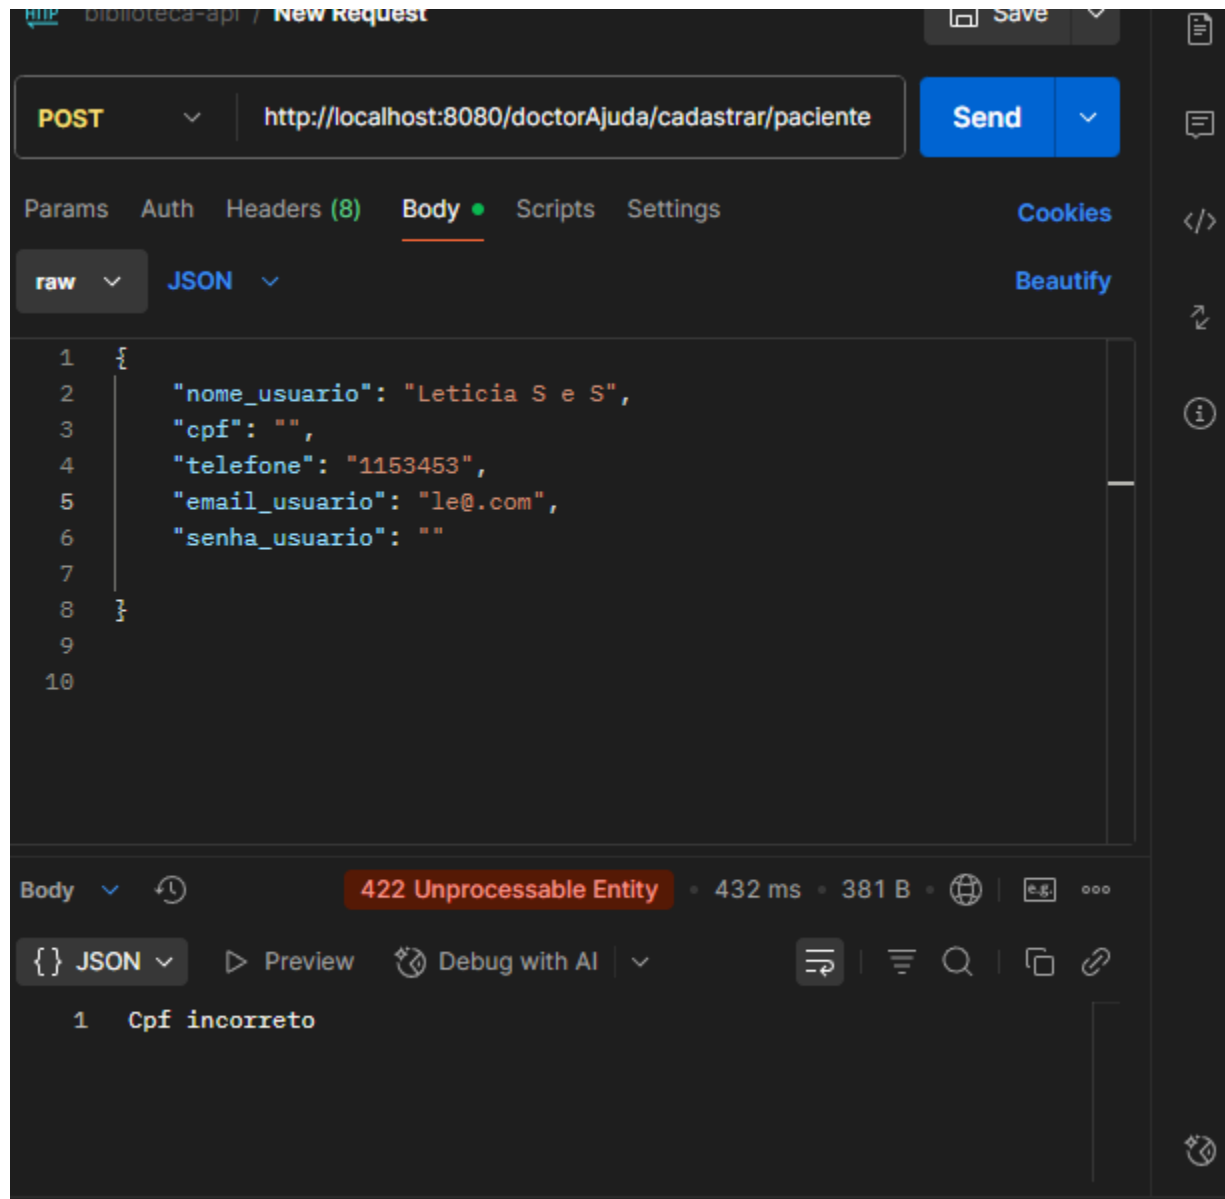 HTTP biblioteca-api / New Request Save
POST http://localhost:8080/doctorAjuda/cadastrar/paciente Send
Params Auth Headers (8) Body Scripts Settings Cookies
raw JSON Beautify
1 {
2 "nome_usuario": "Leticia S e S",
3 "cpf": "",
4 "telefone": "1153453",
5 "email_usuario": "le@.com",
6 "senha_usuario": ""
7
8 }
9
10
Body 422 Unprocessable Entity • 432 ms • 381 B • e.g.
{} JSON Preview Debug with AI
1 Cpf incorreto